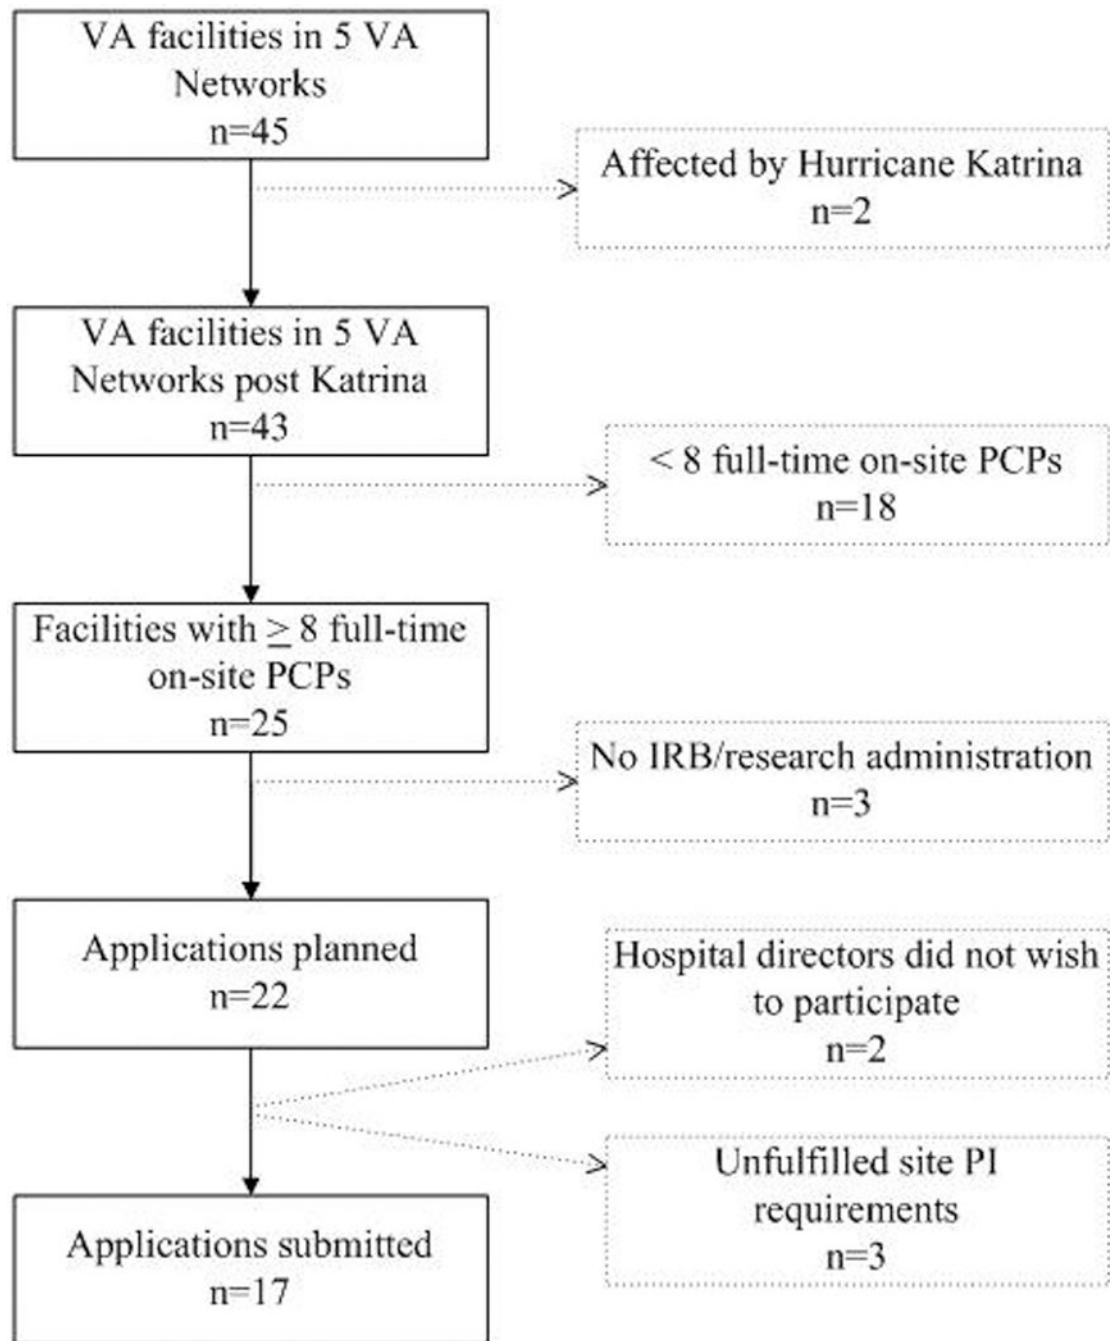 VA facilities in 5 VA
Networks
n=45
Affected by Hurricane Katrina
n=2
VA facilities in 5 VA
Networks post Katrina
n=43
< 8 full-time on-site PCPs
n=18
Facilities with ≥ 8 full-time
on-site PCPs
n=25
No IRB/research administration
n=3
Applications planned
n=22
Hospital directors did not wish
to participate
n=2
Unfulfilled site PI
requirements
n=3
Applications submitted
n=17